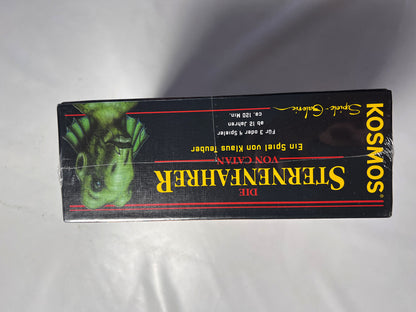 KOSMOS
Spiele-Galerie
DIE
STERNENFAHRER
VON CATAN
Ein Spiel von Klaus Teuber
Für 3 oder 4 Spieler
ab 12 Jahren
ca. 120 Min.